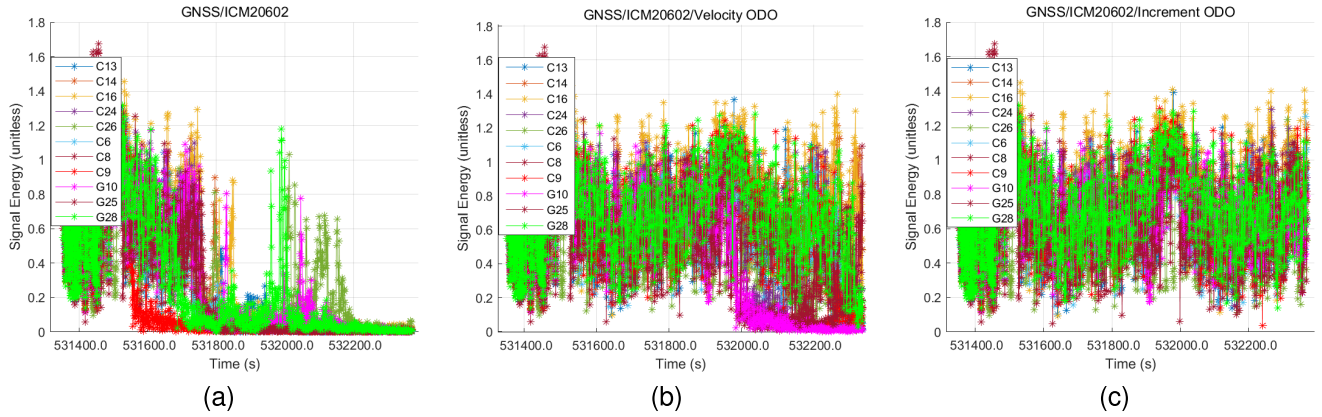 GNSS/ICM20602
Signal Energy (unitless)
1.8
1.6
1.4
1.2
1
0.8
0.6
0.4
0.2
0
C13
C14
C16
C24
C26
C6
C8
C9
G10
G25
G28
531400.0 531600.0 531800.0 532000.0 532200.0
Time (s)
(a)
GNSS/ICM20602/Velocity ODO
Signal Energy (unitless)
1.8
1.6
1.4
1.2
1
0.8
0.6
0.4
0.2
0
C13
C14
C16
C24
C26
C6
C8
C9
G10
G25
G28
531400.0 531600.0 531800.0 532000.0 532200.0
Time (s)
(b)
GNSS/ICM20602/Increment ODO
Signal Energy (unitless)
1.8
1.6
1.4
1.2
1
0.8
0.6
0.4
0.2
0
C13
C14
C16
C24
C26
C6
C8
C9
G10
G25
G28
531400.0 531600.0 531800.0 532000.0 532200.0
Time (s)
(c)